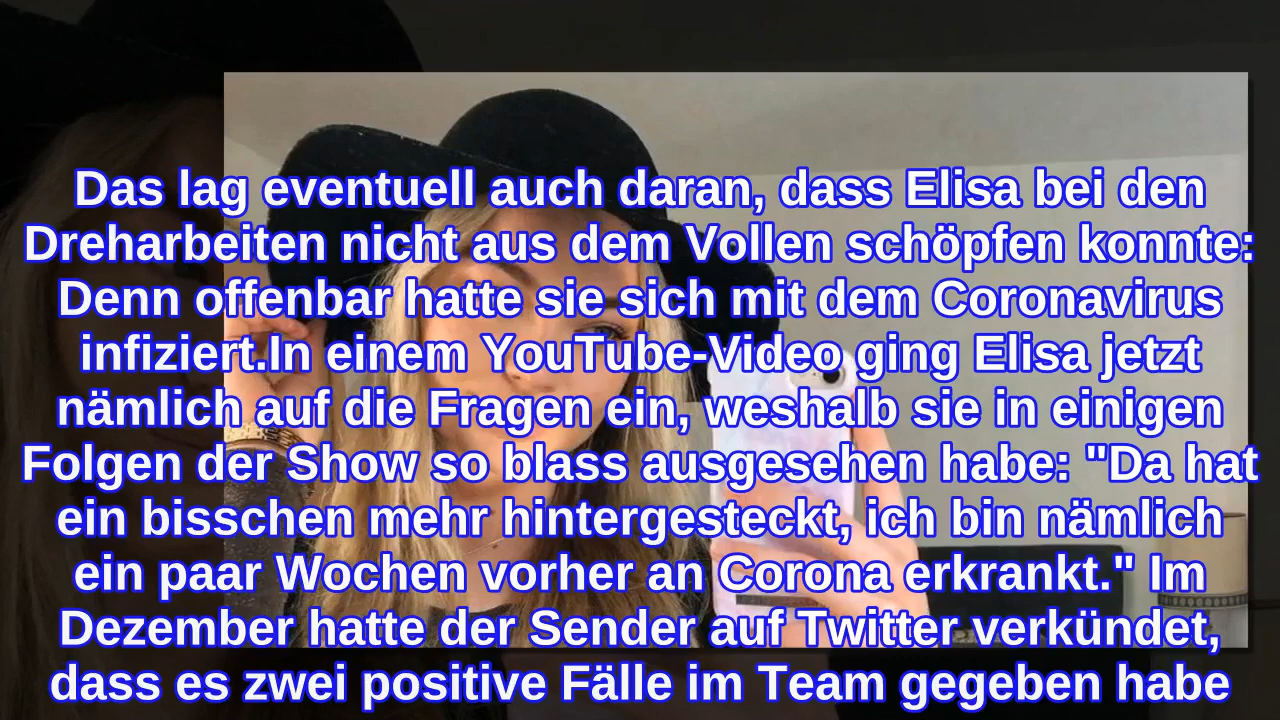 Das lag eventuell auch daran, dass Elisa bei den
Dreharbeiten nicht aus dem Vollen schöpfen konnte:
Denn offenbar hatte sie sich mit dem Coronavirus
infiziert.In einem YouTube-Video ging Elisa jetzt
nämlich auf die Fragen ein, weshalb sie in einigen
Folgen der Show so blass ausgesehen habe: "Da hat
ein bisschen mehr hintergesteckt, ich bin nämlich
ein paar Wochen vorher an Corona erkrankt." Im
Dezember hatte der Sender auf Twitter verkündet,
dass es zwei positive Fälle im Team gegeben habe